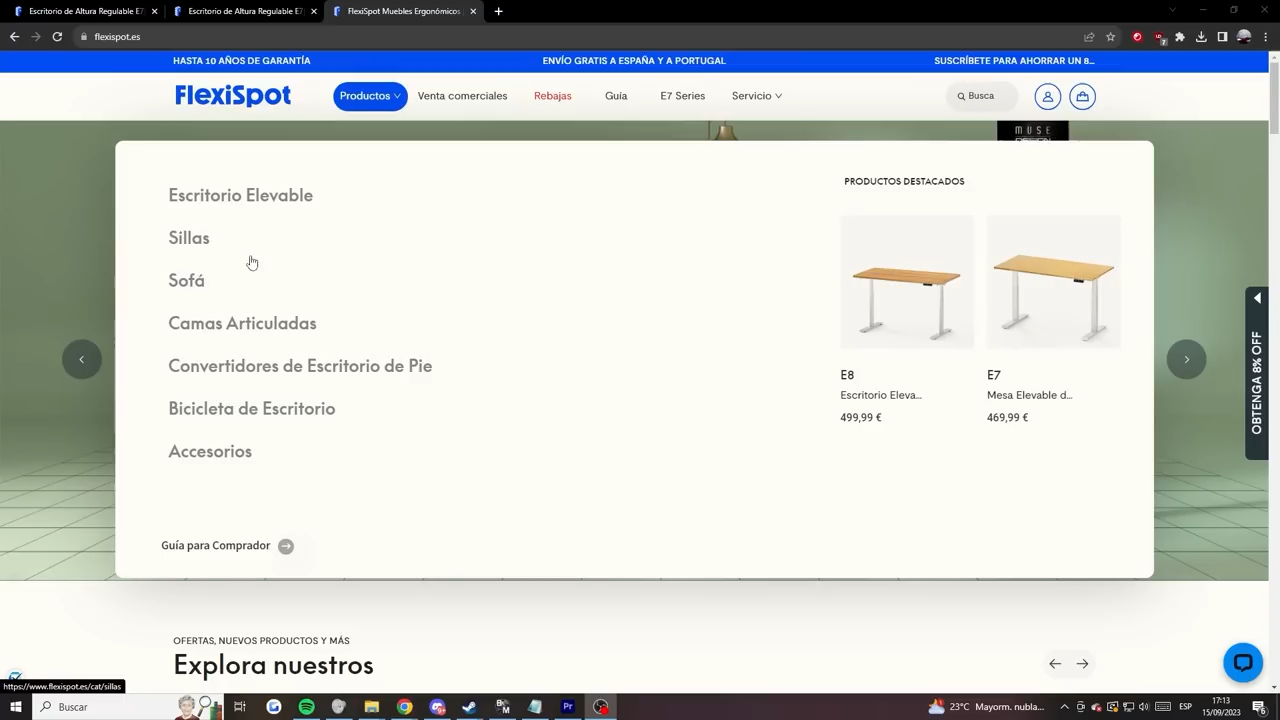 Escritorio de Altura Regulable E7
Escritorio de Altura Regulable E7
FlexiSpot Muebles Ergonómicos
flexispot.es
HASTA 10 AÑOS DE GARANTÍA
ENVÍO GRATIS A ESPAÑA Y A PORTUGAL
SUSCRÍBETE PARA AHORRAR UN 8...
FlexiSpot
Productos
Venta comerciales
Rebajas
Guía
E7 Series
Servicio
Busca
MUSE
DESIGN
Escritorio Elevable
Sillas
Sofá
Camas Articuladas
Convertidores de Escritorio de Pie
Bicicleta de Escritorio
Accesorios
Guía para Comprador
PRODUCTOS DESTACADOS
E8
Escritorio Eleva...
499,99 €
E7
Mesa Elevable d...
469,99 €
OBTENGA 8% OFF
OFERTAS, NUEVOS PRODUCTOS Y MÁS
Explora nuestros
https://www.flexispot.es/cat/sillas
Buscar
23°C Mayorm. nubla...
ESP
17:13
15/09/2023